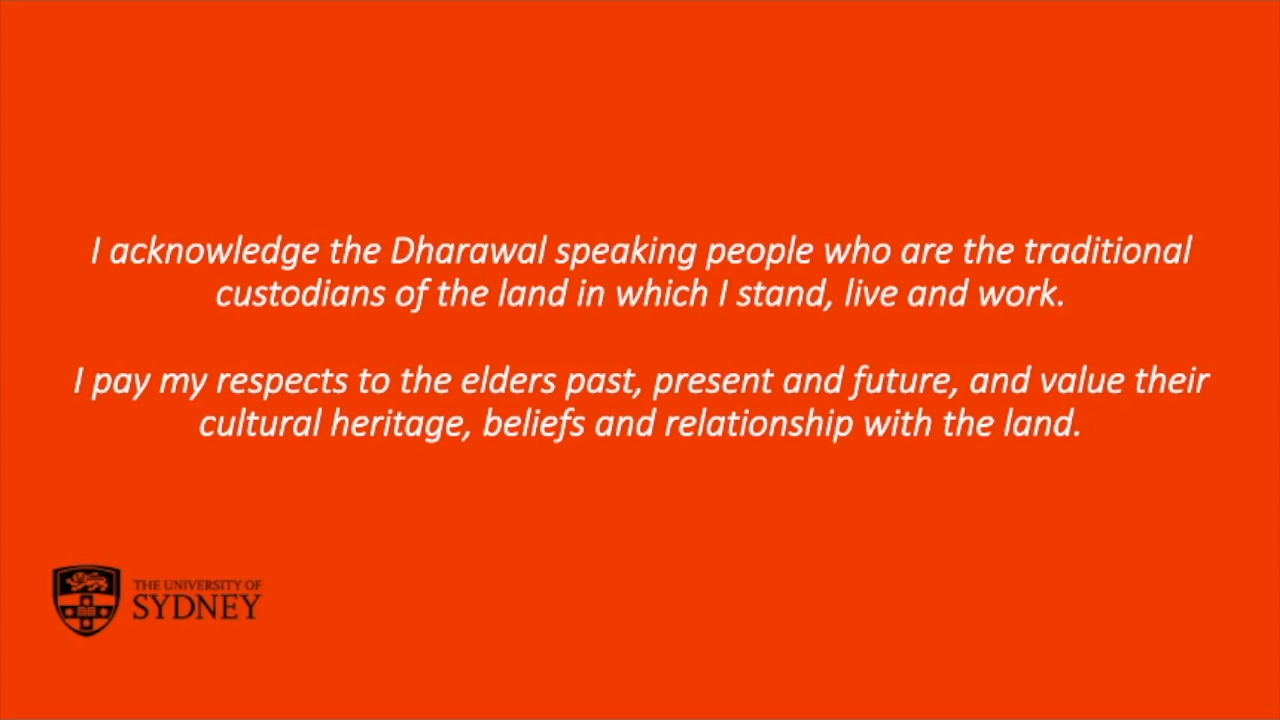 I acknowledge the Dharawal speaking people who are the traditional
custodians of the land in which I stand, live and work.
I pay my respects to the elders past, present and future, and value their
cultural heritage, beliefs and relationship with the land.
THE UNIVERSITY OF
SYDNEY